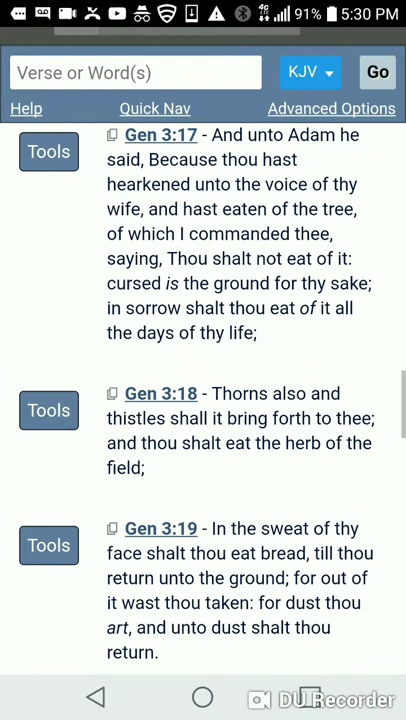 4G 91% 5:30 PM
Verse or Word(s) KJV Go
Help Quick Nav Advanced Options
Tools
Gen 3:17 - And unto Adam he
said, Because thou hast
hearkened unto the voice of thy
wife, and hast eaten of the tree,
of which I commanded thee,
saying, Thou shalt not eat of it:
cursed is the ground for thy sake;
in sorrow shalt thou eat of it all
the days of thy life;
Tools
Gen 3:18 - Thorns also and
thistles shall it bring forth to thee;
and thou shalt eat the herb of the
field;
Tools
Gen 3:19 - In the sweat of thy
face shalt thou eat bread, till thou
return unto the ground; for out of
it wast thou taken: for dust thou
art, and unto dust shalt thou
return.
DU Recorder